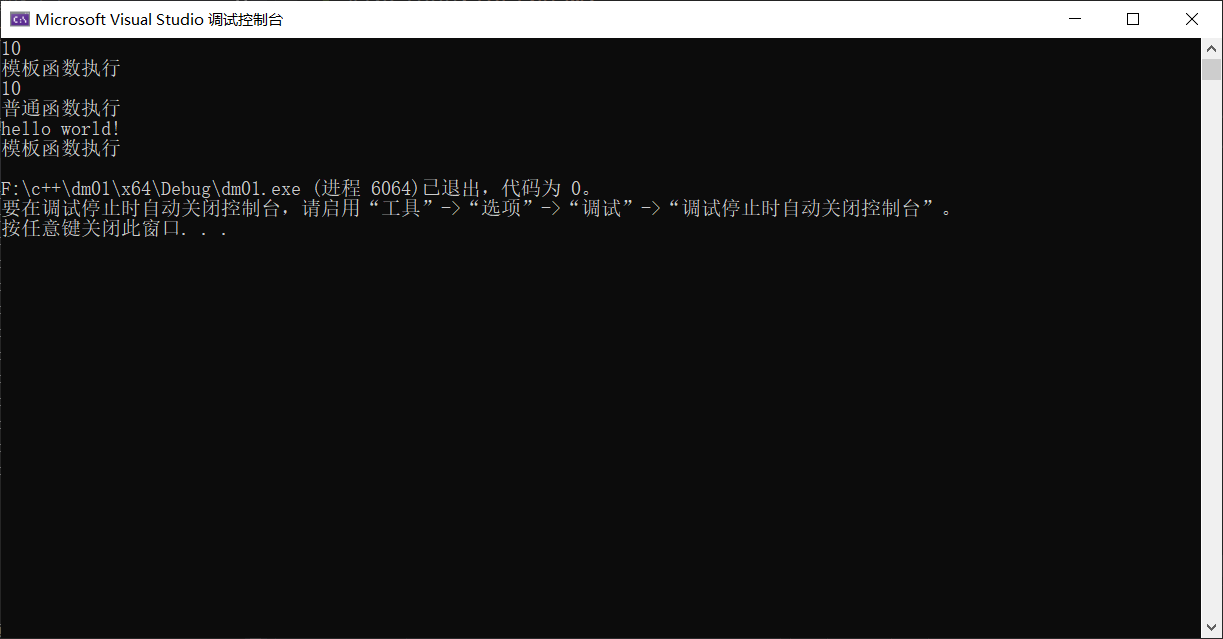 Microsoft Visual Studio 调试控制台
10
模板函数执行
10
普通函数执行
hello world!
模板函数执行
F:\c++\dm01\x64\Debug\dm01.exe (进程 6064)已退出，代码为 0。
要在调试停止时自动关闭控制台，请启用“工具”->“选项”->“调试”->“调试停止时自动关闭控制台”。
按任意键关闭此窗口. . .